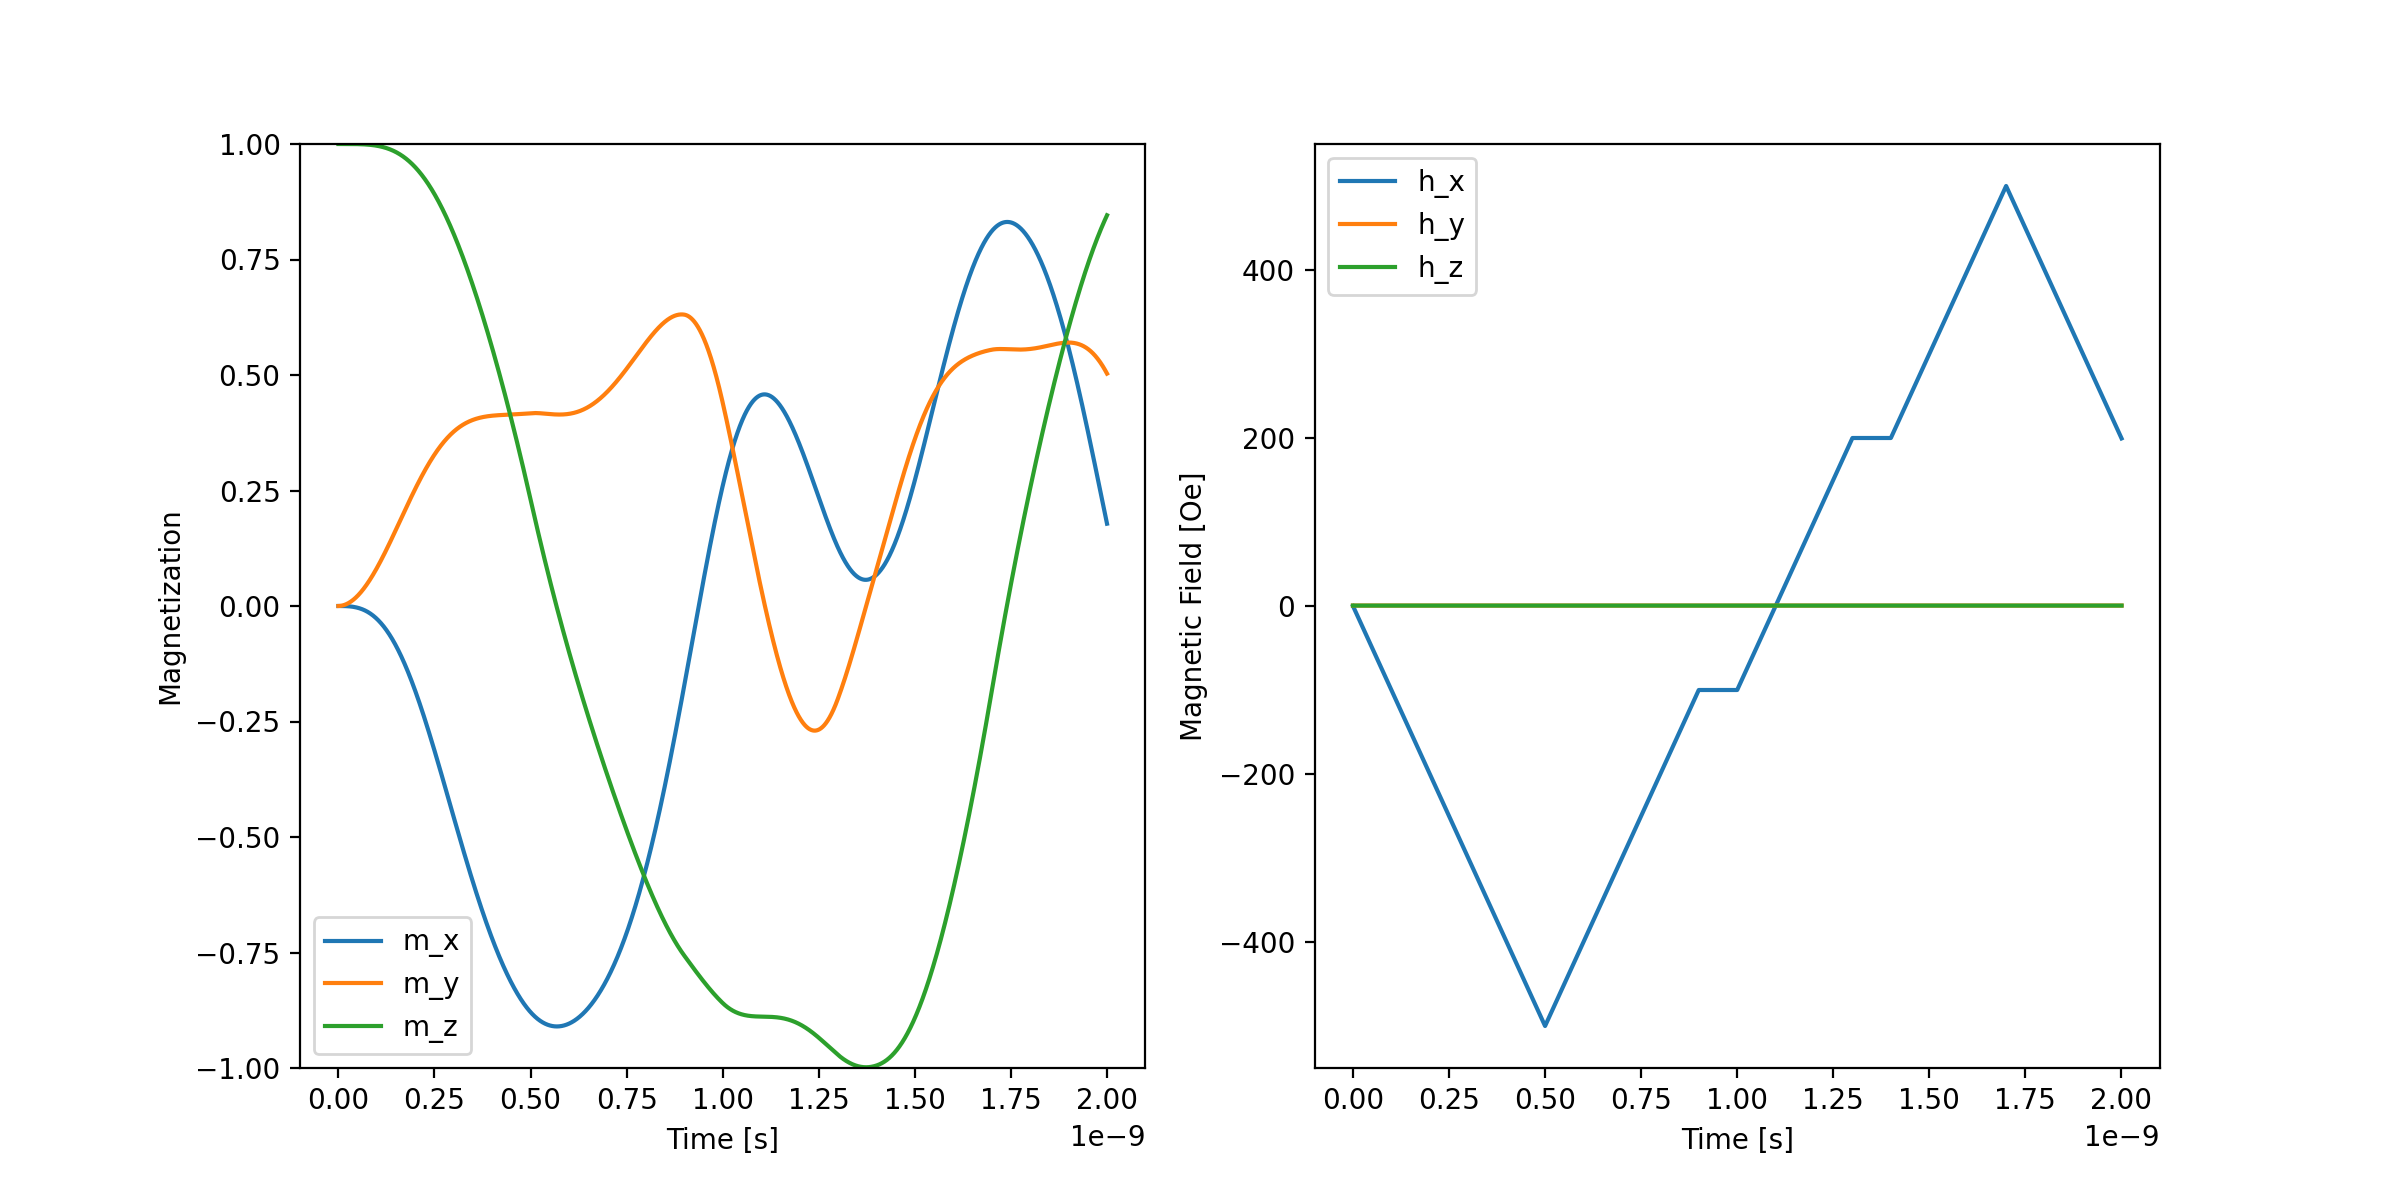 Magnetization
1.00
0.75
0.50
0.25
0.00
−0.25
−0.50
−0.75
−1.00
m_x
m_y
m_z
0.00 0.25 0.50 0.75 1.00 1.25 1.50 1.75 2.00
Time [s]
1e−9
Magnetic Field [Oe]
400
200
0
−200
−400
h_x
h_y
h_z
0.00 0.25 0.50 0.75 1.00 1.25 1.50 1.75 2.00
Time [s]
1e−9